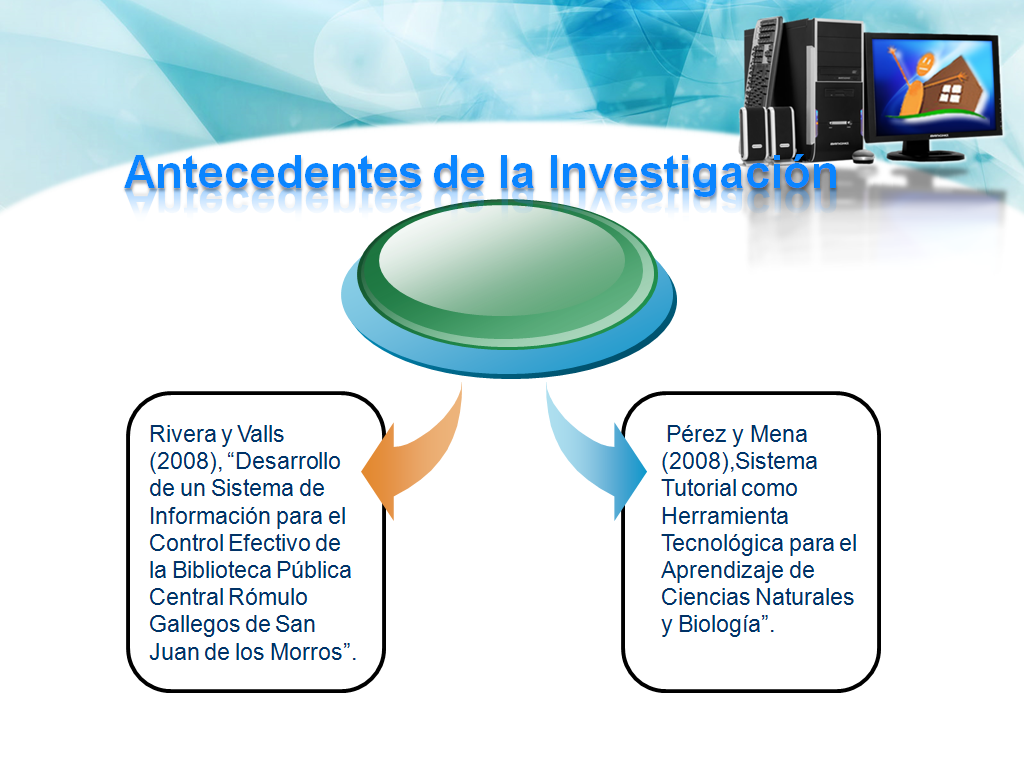 Antecedentes de la Investigación
Rivera y Valls
(2008), “Desarrollo
de un Sistema de
Información para el
Control Efectivo de
la Biblioteca Pública
Central Rómulo
Gallegos de San
Juan de los Morros”.
Pérez y Mena
(2008),Sistema
Tutorial como
Herramienta
Tecnológica para el
Aprendizaje de
Ciencias Naturales
y Biología”.